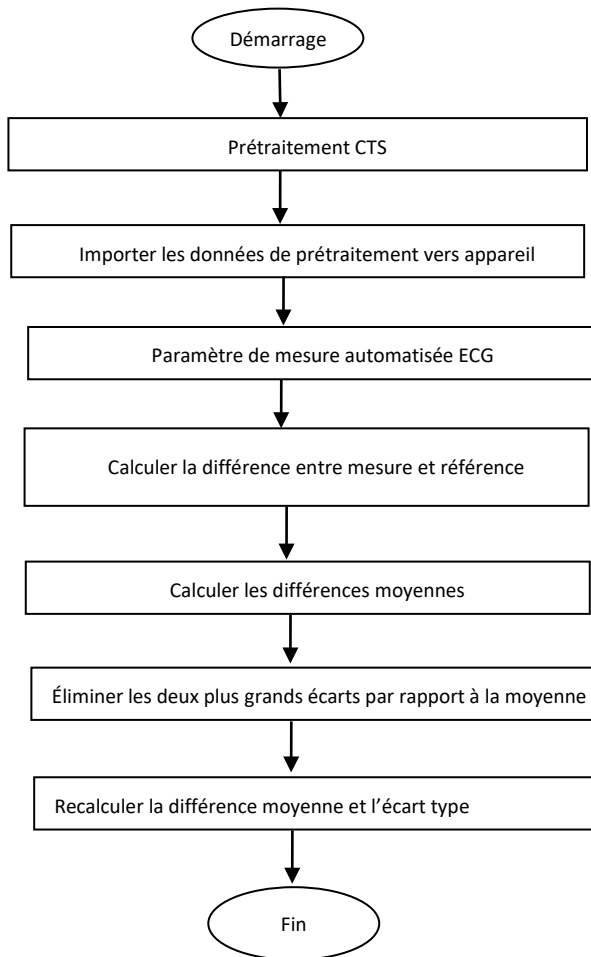 Démarrage
Prétraitement CTS
Importer les données de prétraitement vers appareil
Paramètre de mesure automatisée ECG
Calculer la différence entre mesure et référence
Calculer les différences moyennes
Éliminer les deux plus grands écarts par rapport à la moyenne
Recalculer la différence moyenne et l’écart type
Fin